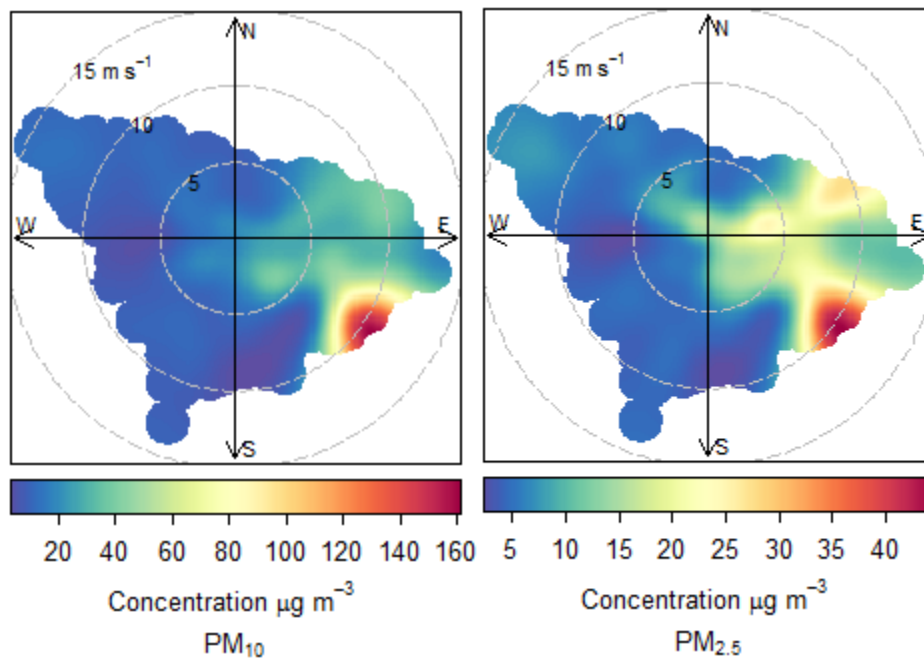 N
15 m s⁻¹
10
5
W
E
S
20 40 60 80 100 120 140 160
Concentration µg m⁻³
PM₁₀
N
15 m s⁻¹
10
5
W
E
S
5 10 15 20 25 30 35 40
Concentration µg m⁻³
PM₂.₅